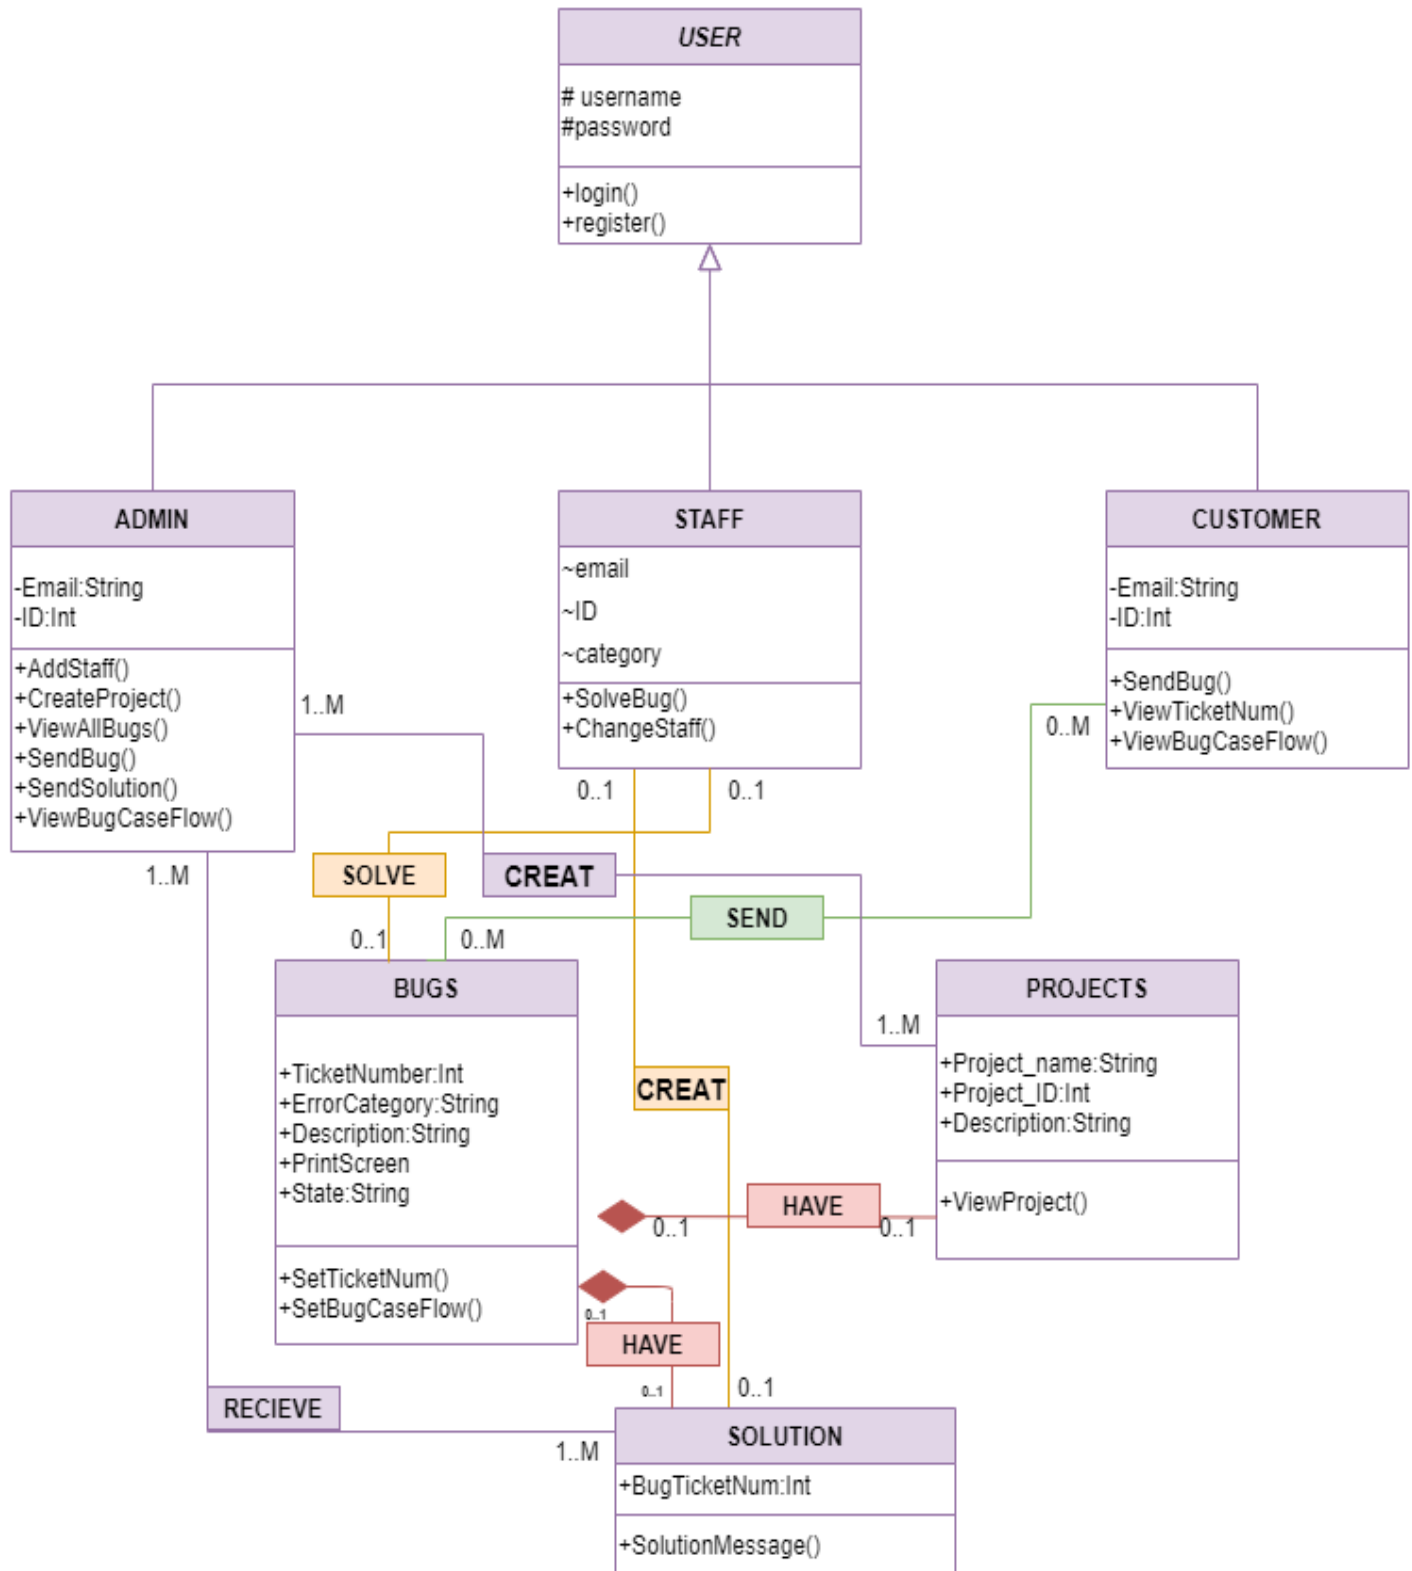 USER
# username
#password
+login()
+register()
ADMIN
-Email:String
-ID:Int
+AddStaff()
+CreateProject()
+ViewAllBugs()
+SendBug()
+SendSolution()
+ViewBugCaseFlow()
STAFF
~email
~ID
~category
+SolveBug()
+ChangeStaff()
CUSTOMER
-Email:String
-ID:Int
+SendBug()
+ViewTicketNum()
+ViewBugCaseFlow()
1..M
0..M
0..1
0..1
1..M
SOLVE
CREAT
SEND
0..1
0..M
BUGS
+TicketNumber:Int
+ErrorCategory:String
+Description:String
+PrintScreen
+State:String
+SetTicketNum()
+SetBugCaseFlow()
PROJECTS
1..M
+Project_name:String
+Project_ID:Int
+Description:String
+ViewProject()
CREAT
HAVE
0..1
0..1
0..1
HAVE
0..1
0..1
RECIEVE
1..M
SOLUTION
+BugTicketNum:Int
+SolutionMessage()